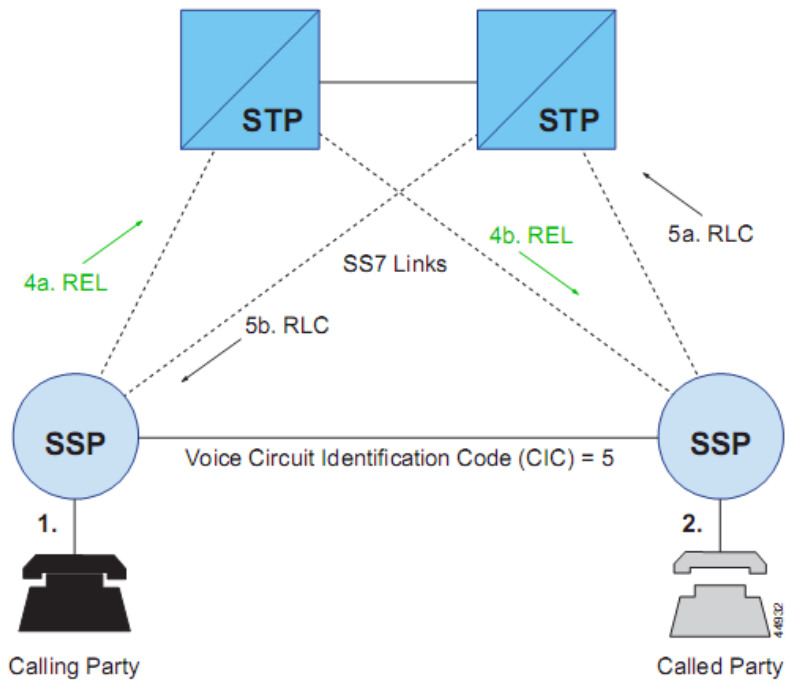 STP
STP
4a. REL
4b. REL
5a. RLC
SS7 Links
5b. RLC
SSP
SSP
Voice Circuit Identification Code (CIC) = 5
1.
2.
44932
Calling Party
Called Party